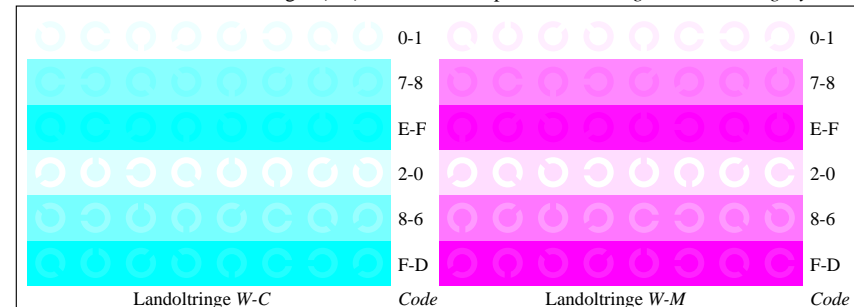 0-1 0-1
7-8 7-8
E-F E-F
2-0 2-0
8-6 8-6
F-D F-D
Landoltringe W-C Code Landoltringe W-M Code